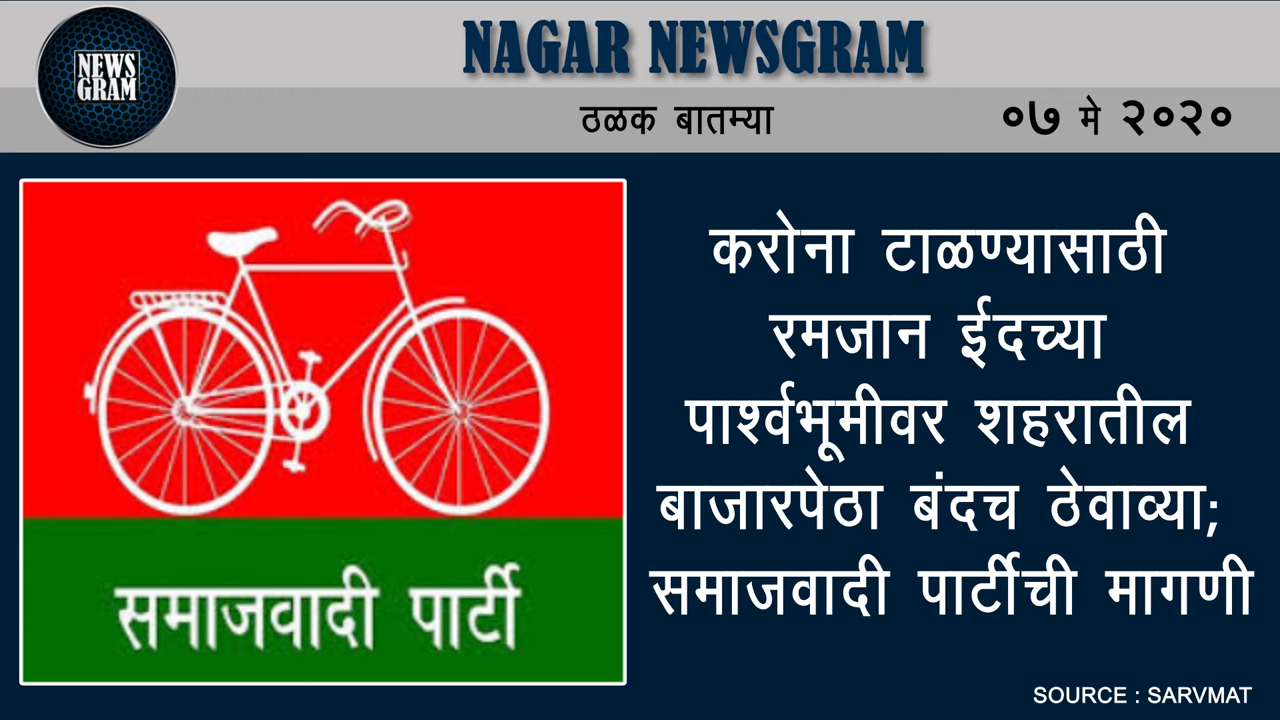 NEWS
GRAM
NAGAR NEWSGRAM
ठळक बातम्या
०७ मे २०२०
समाजवादी पार्टी
करोना टाळण्यासाठी
रमजान ईदच्या
पार्श्वभूमीवर शहरातील
बाजारपेठा बंदच ठेवाव्या;
समाजवादी पार्टीची मागणी
SOURCE : SARVMAT